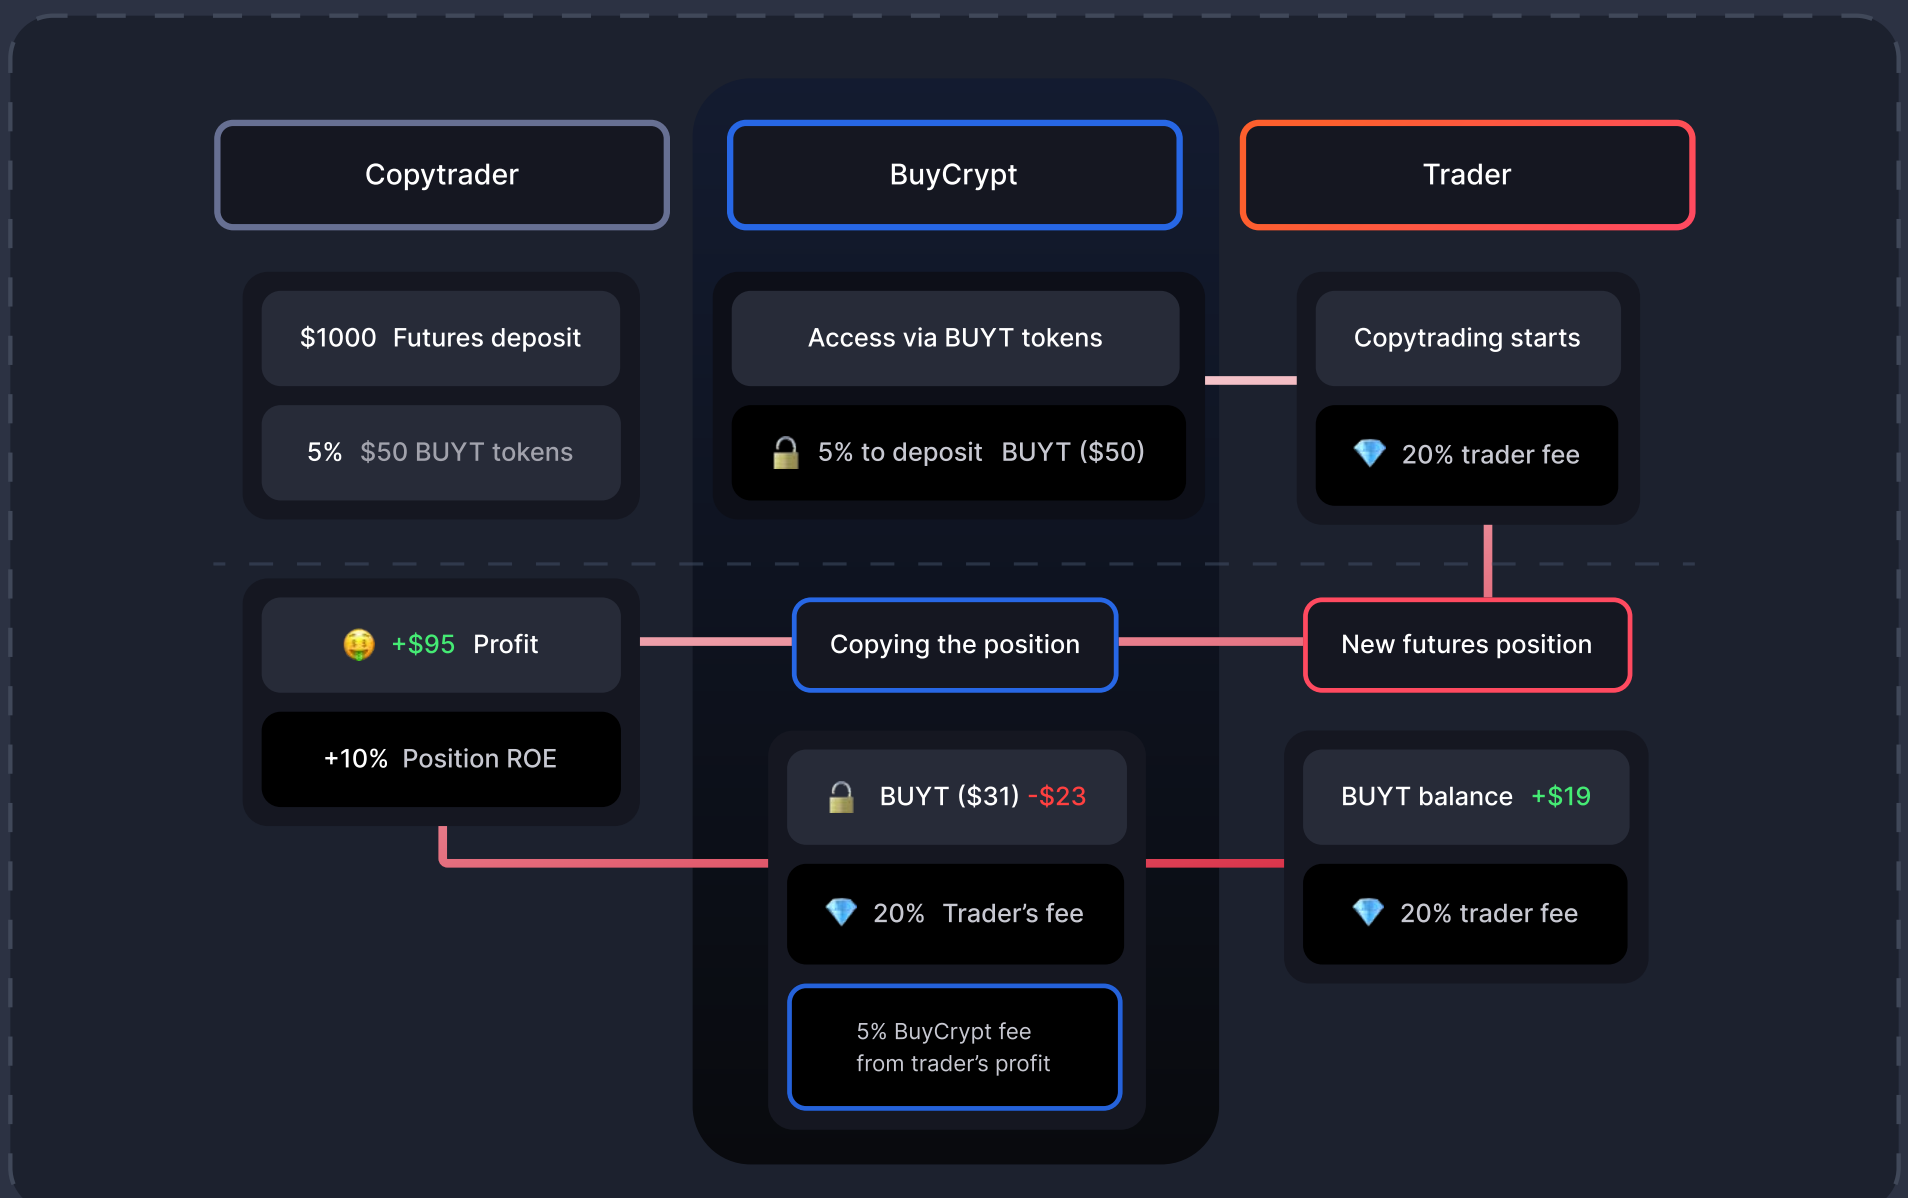 Copytrader
BuyCrypt
Trader
$1000 Futures deposit
5% $50 BUYT tokens
Access via BUYT tokens
5% to deposit BUYT ($50)
Copytrading starts
20% trader fee
+$95 Profit
+10% Position ROE
Copying the position
New futures position
BUYT ($31) -$23
20% Trader’s fee
5% BuyCrypt fee
from trader’s profit
BUYT balance +$19
20% trader fee